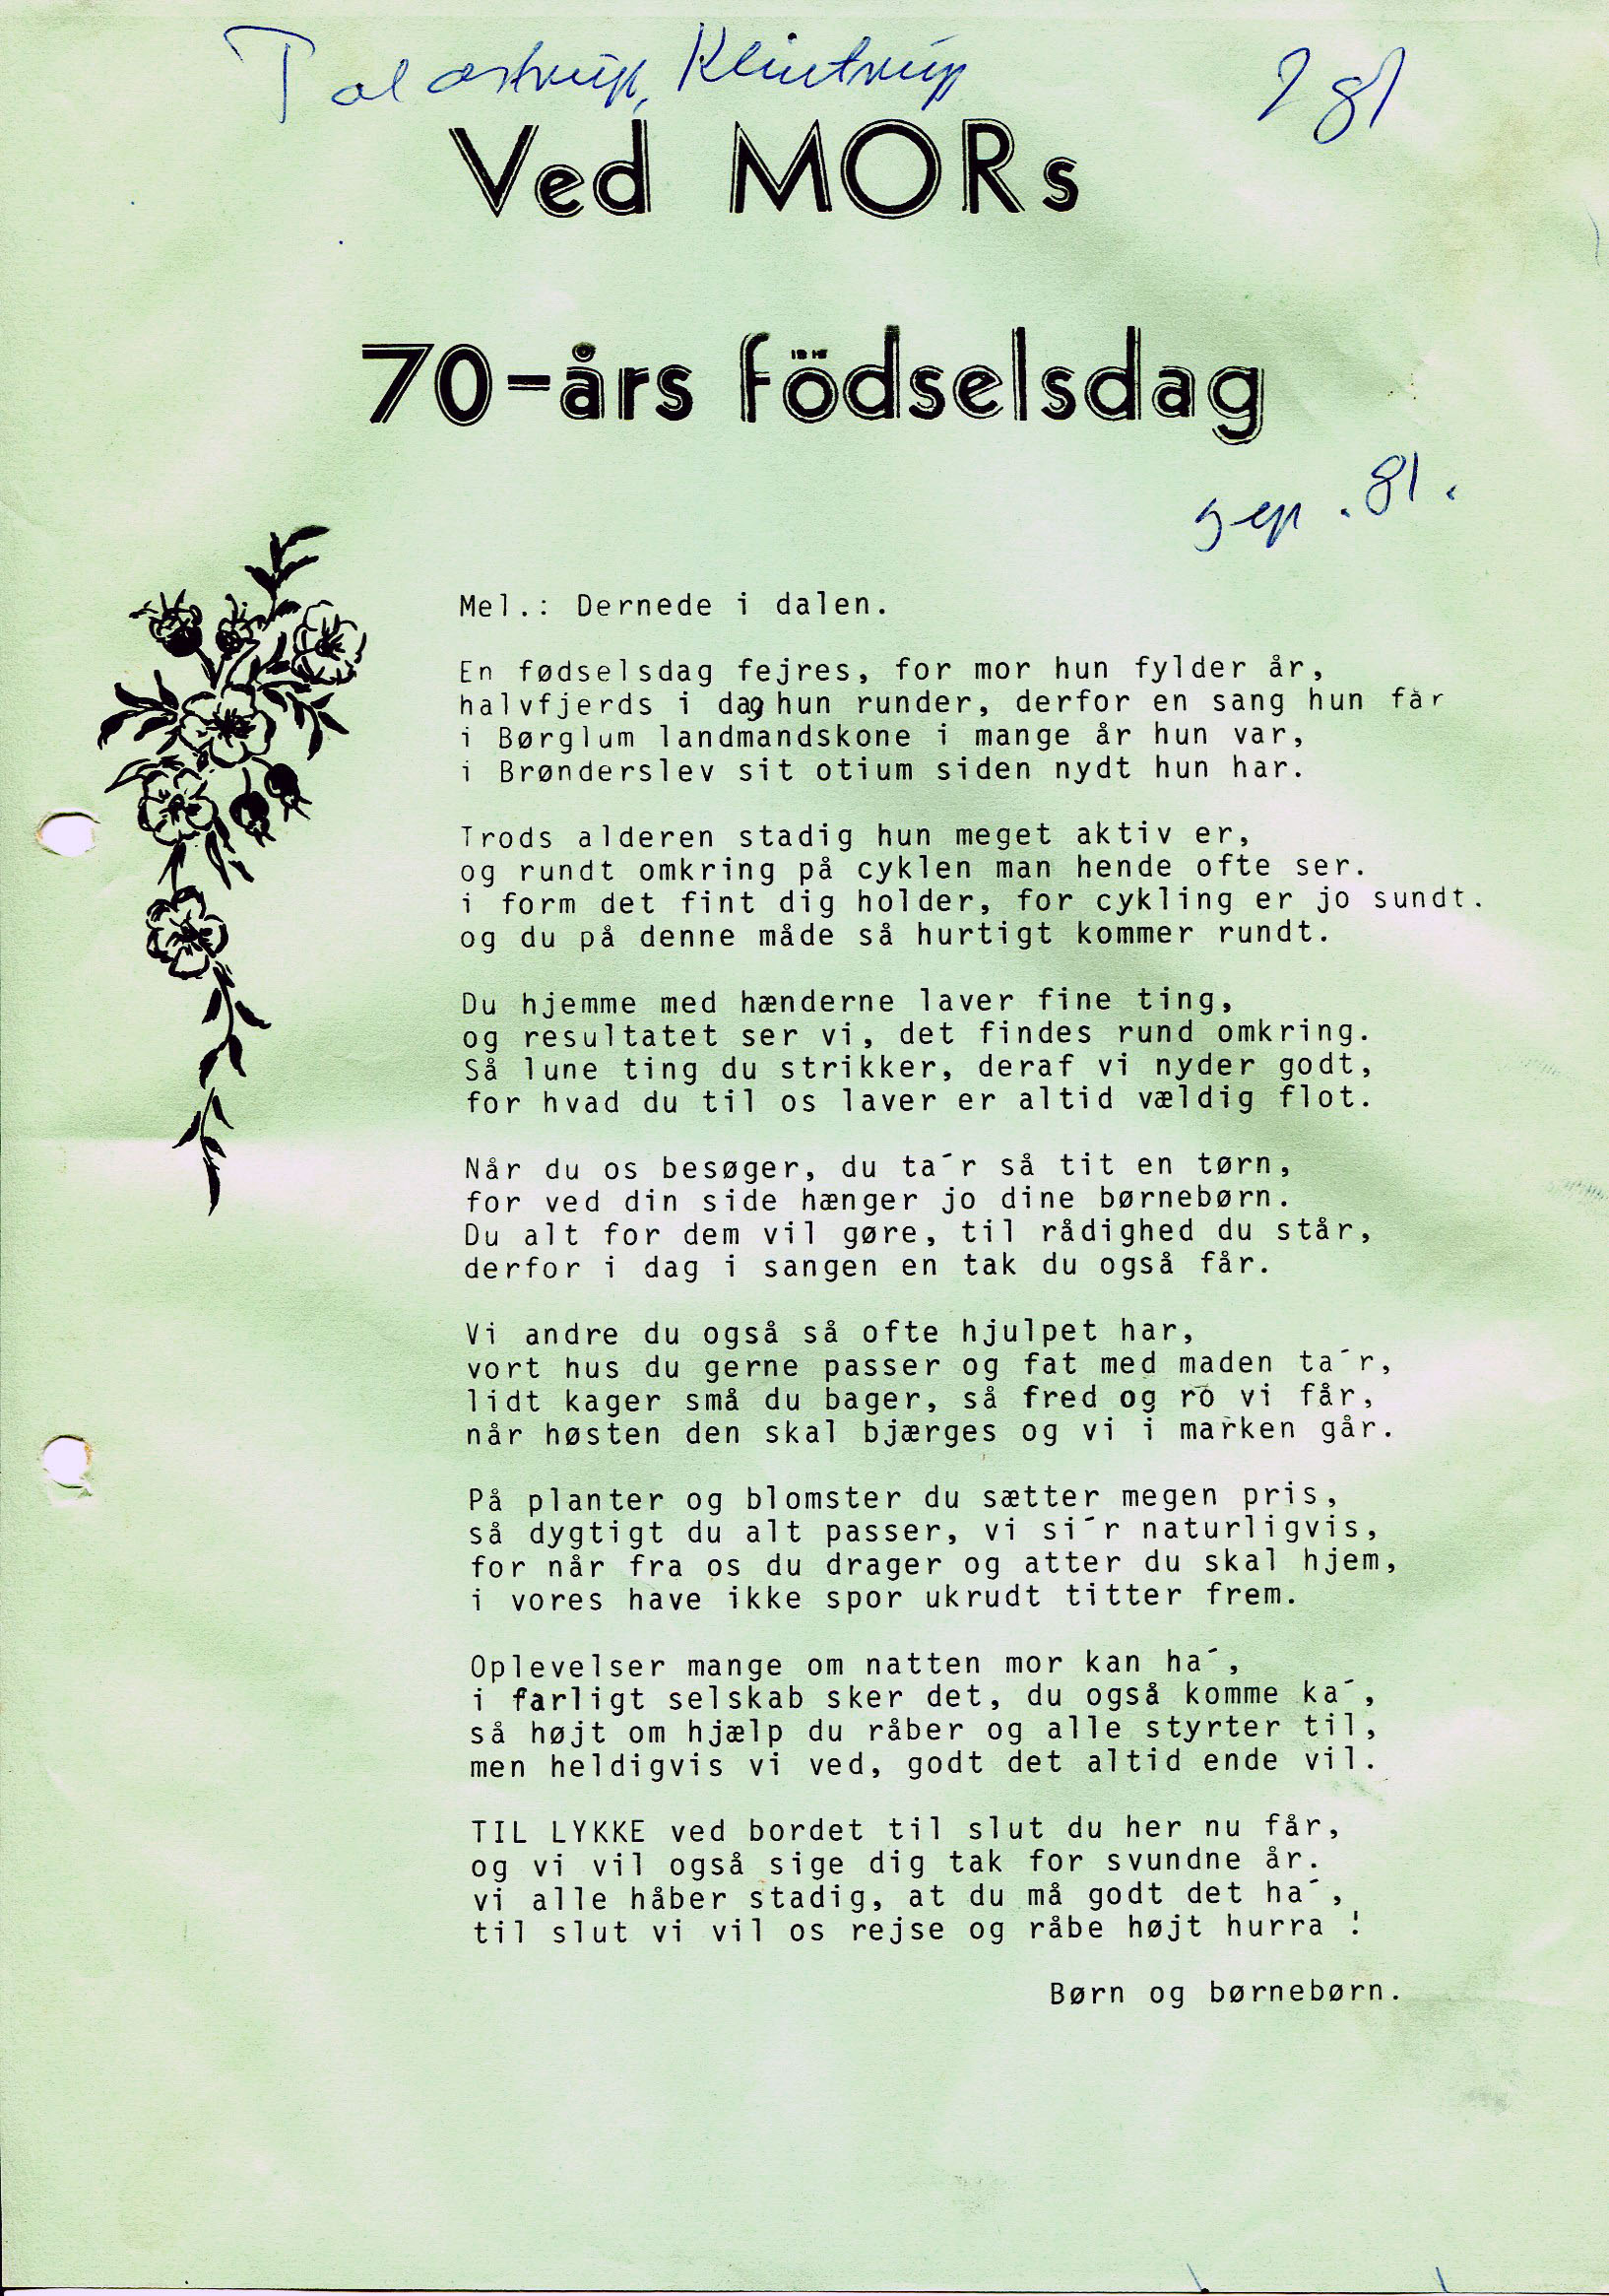 Klintrup
81
Ved MORs
70-års födselsdag
sep. 81.
Mel.: Dernede i dalen.
En fødselsdag fejres, for mor hun fylder år,
halvfjerds i dag hun runder, derfor en sang hun får
i Børglum landmandskone i mange år hun var,
i Brønderslev sit otium siden nydt hun har.
Trods alderen stadig hun meget aktiv er,
og rundt omkring på cyklen man hende ofte ser.
i form det fint dig holder, for cykling er jo sundt.
og du på denne måde så hurtigt kommer rundt.
Du hjemme med hænderne laver fine ting,
og resultatet ser vi, det findes rund omkring.
Så lune ting du strikker, deraf vi nyder godt,
for hvad du til os laver er altid vældig flot.
Når du os besøger, du ta´r så tit en tørn,
for ved din side hænger jo dine børnebørn.
Du alt for dem vil gøre, til rådighed du står,
derfor i dag i sangen en tak du også får.
Vi andre du også så ofte hjulpet har,
vort hus du gerne passer og fat med maden ta´r,
lidt kager små du bager, så fred og ro vi får,
når høsten den skal bjærges og vi i marken går.
På planter og blomster du sætter megen pris,
så dygtigt du alt passer, vi si´r naturligvis,
for når fra os du drager og atter du skal hjem,
i vores have ikke spor ukrudt titter frem.
Oplevelser mange om natten mor kan ha´,
i farligt selskab sker det, du også komme ka´,
så højt om hjælp du råber og alle styrter til,
men heldigvis vi ved, godt det altid ende vil.
TIL LYKKE ved bordet til slut du her nu får,
og vi vil også sige dig tak for svundne år.
vi alle håber stadig, at du må godt det ha´,
til slut vi vil os rejse og råbe højt hurra !
Børn og børnebørn.